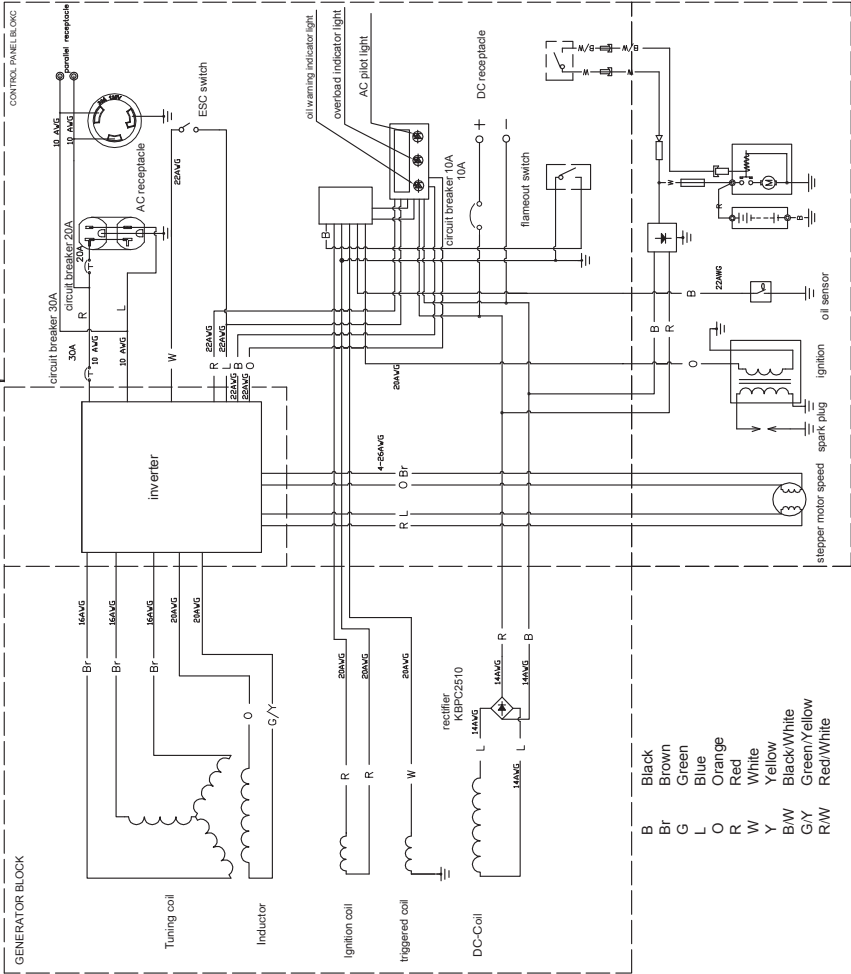 CONTROL PANEL BLOKC
parallel receptacle
10 AWG
10 AWG
AC receptacle
ESC switch
22AWG
oil warning indicator light
overload indicator light
AC pilot light
DC receptacle
+
−
circuit breaker 10A
10A
flameout switch
circuit breaker 20A
20A
circuit breaker 30A
30A
R
L
10 AWG
10 AWG
W
R
L
B
O
22AWG
22AWG
22AWG
22AWG
B
20AWG
B/W
B/W
W
W
W
R
M
B
B
22AWG
oil sensor
B
R
O
ignition
spark plug
inverter
4-26AWG
O Br
R L
O Br
R L
stepper motor speed
GENERATOR BLOCK
16AWG
16AWG
16AWG
20AWG
20AWG
Br
Br
Br
O
G/Y
Tuning coil
Inductor
20AWG
20AWG
20AWG
R
R
W
Ignition coil
triggered coil
DC-Coil
rectifier
KBPC2510
14AWG
14AWG
14AWG
14AWG
L
L
R
B
B Black
Br Brown
G Green
L Blue
O Orange
R Red
W White
Y Yellow
B/W Black/White
G/Y Green/Yellow
R/W Red/White